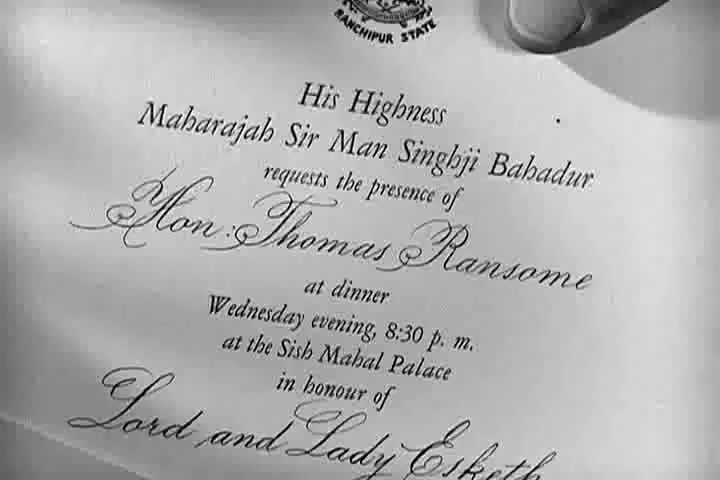 RANCHIPUR STATE
His Highness
Maharajah Sir Man Singhji Bahadur
requests the presence of
Hon: Thomas Ransome
at dinner
Wednesday evening, 8:30 p. m.
at the Sish Mahal Palace
in honour of
Lord and Lady Esketh